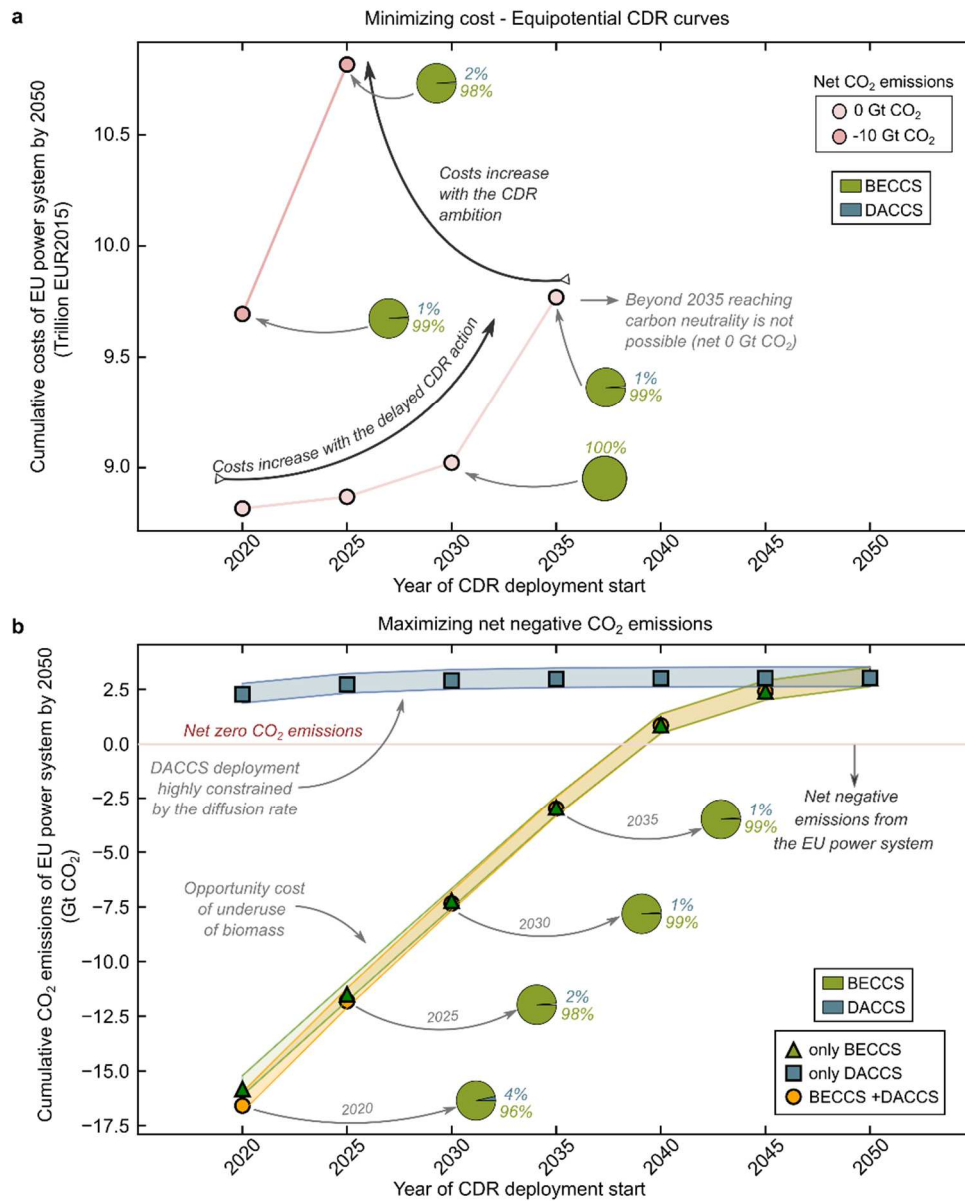 a
Minimizing cost - Equipotential CDR curves
Cumulative costs of EU power system by 2050
(Trillion EUR2015)
10.5
10.0
9.5
9.0
2%
98%
Net CO₂ emissions
0 Gt CO₂
-10 Gt CO₂
BECCS
DACCS
Costs increase
with the CDR
ambition
1%
99%
Beyond 2035 reaching
carbon neutrality is not
possible (net 0 Gt CO₂)
Costs increase with the delayed CDR action
1%
99%
100%
2020
2025
2030
2035
2040
2045
2050
Year of CDR deployment start
b
Maximizing net negative CO₂ emissions
Cumulative CO₂ emissions of EU power system by 2050
(Gt CO₂)
2.5
0.0
−2.5
−5.0
−7.5
−10.0
−12.5
−15.0
−17.5
Net zero CO₂ emissions
DACCS deployment
highly constrained
by the diffusion rate
Net negative
emissions from
the EU power system
2035
1%
99%
Opportunity cost
of underuse
of biomass
2030
1%
99%
2025
2%
98%
2020
4%
96%
BECCS
DACCS
only BECCS
only DACCS
BECCS +DACCS
2020
2025
2030
2035
2040
2045
2050
Year of CDR deployment start